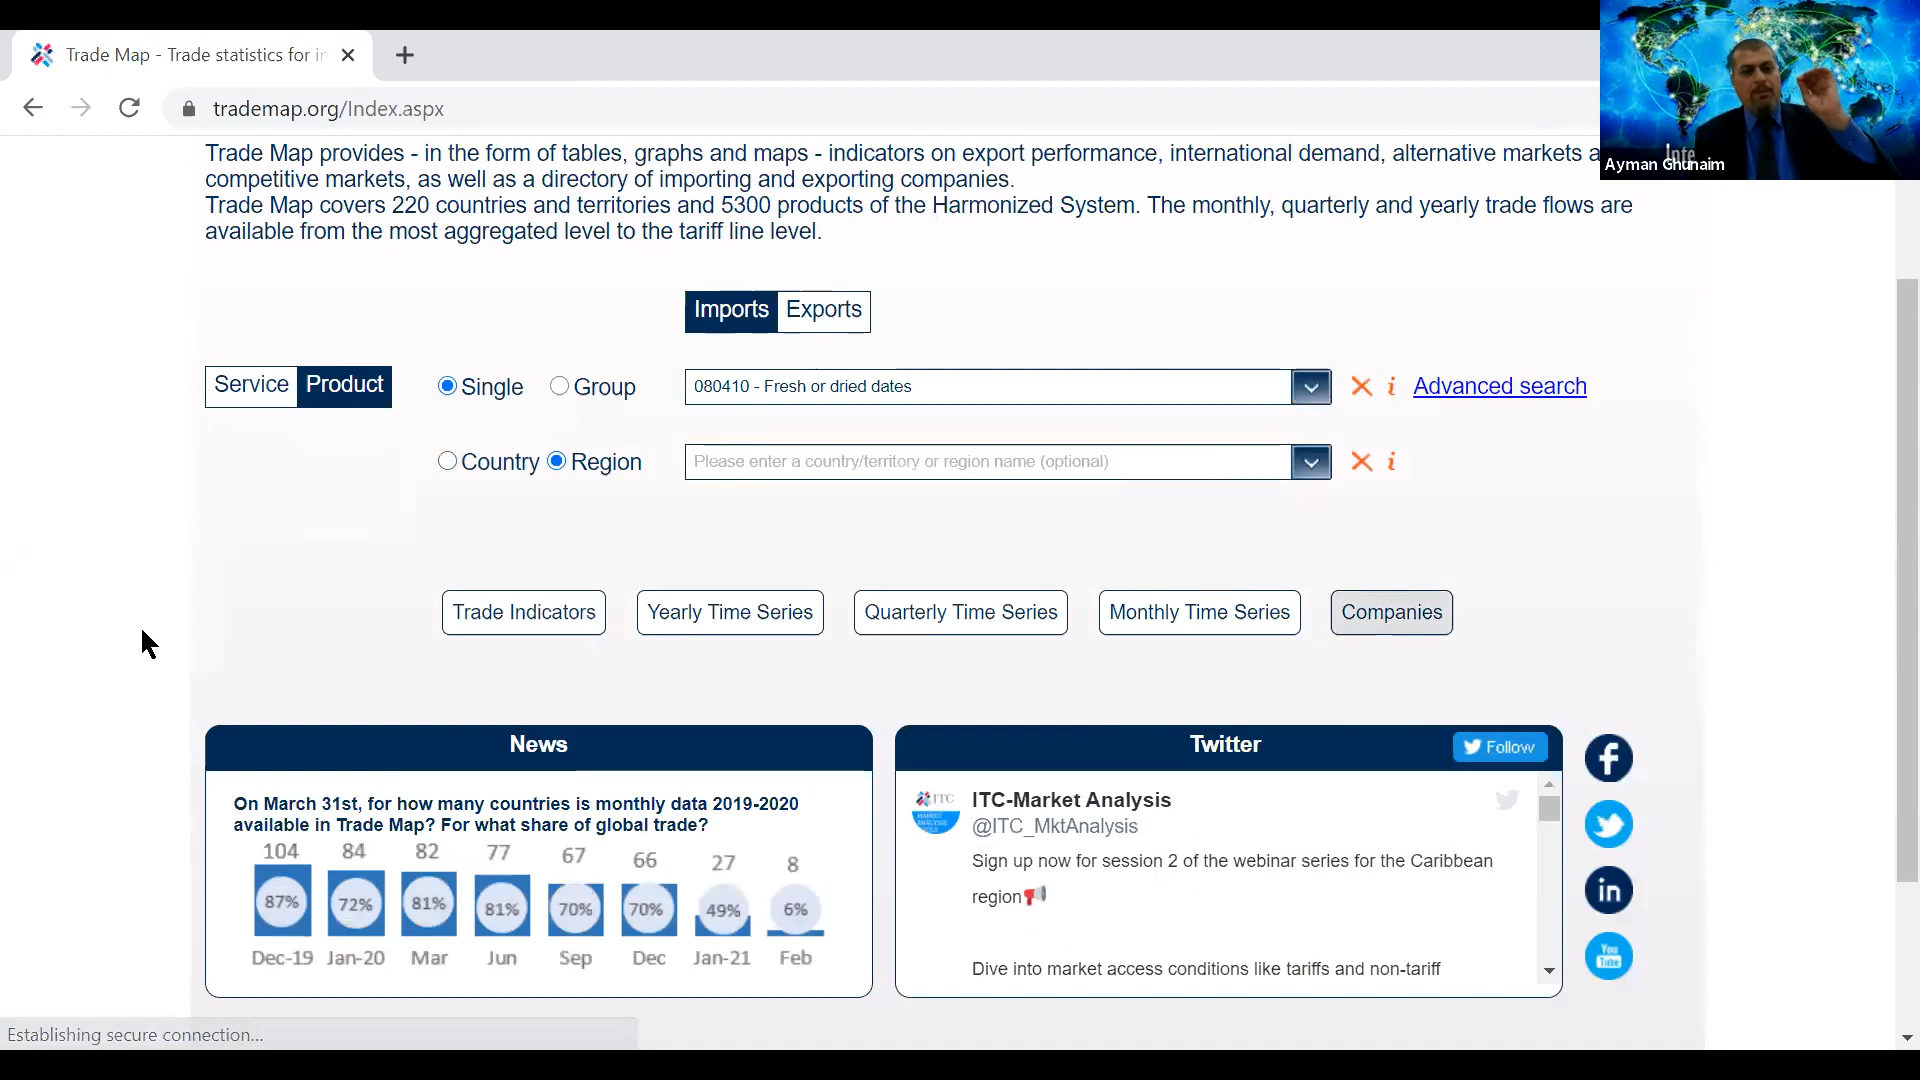 Trade Map - Trade statistics for in
trademap.org/Index.aspx
Ayman Ghunaim
Trade Map provides - in the form of tables, graphs and maps - indicators on export performance, international demand, alternative markets a
competitive markets, as well as a directory of importing and exporting companies.
Trade Map covers 220 countries and territories and 5300 products of the Harmonized System. The monthly, quarterly and yearly trade flows are
available from the most aggregated level to the tariff line level.
Imports Exports
Service Product Single Group 080410 - Fresh or dried dates i Advanced search
Country Region Please enter a country/territory or region name (optional) i
Trade Indicators Yearly Time Series Quarterly Time Series Monthly Time Series Companies
News
On March 31st, for how many countries is monthly data 2019-2020
available in Trade Map? For what share of global trade?
104 84 82 77 67 66 27 8
87% 72% 81% 81% 70% 70% 49% 6%
Dec-19 Jan-20 Mar Jun Sep Dec Jan-21 Feb
Twitter Follow
ITC
MARKET
ANALYSIS
TOOLS
ITC-Market Analysis
@ITC_MktAnalysis
Sign up now for session 2 of the webinar series for the Caribbean
region
Dive into market access conditions like tariffs and non-tariff
f
in
You
Tube
Establishing secure connection...